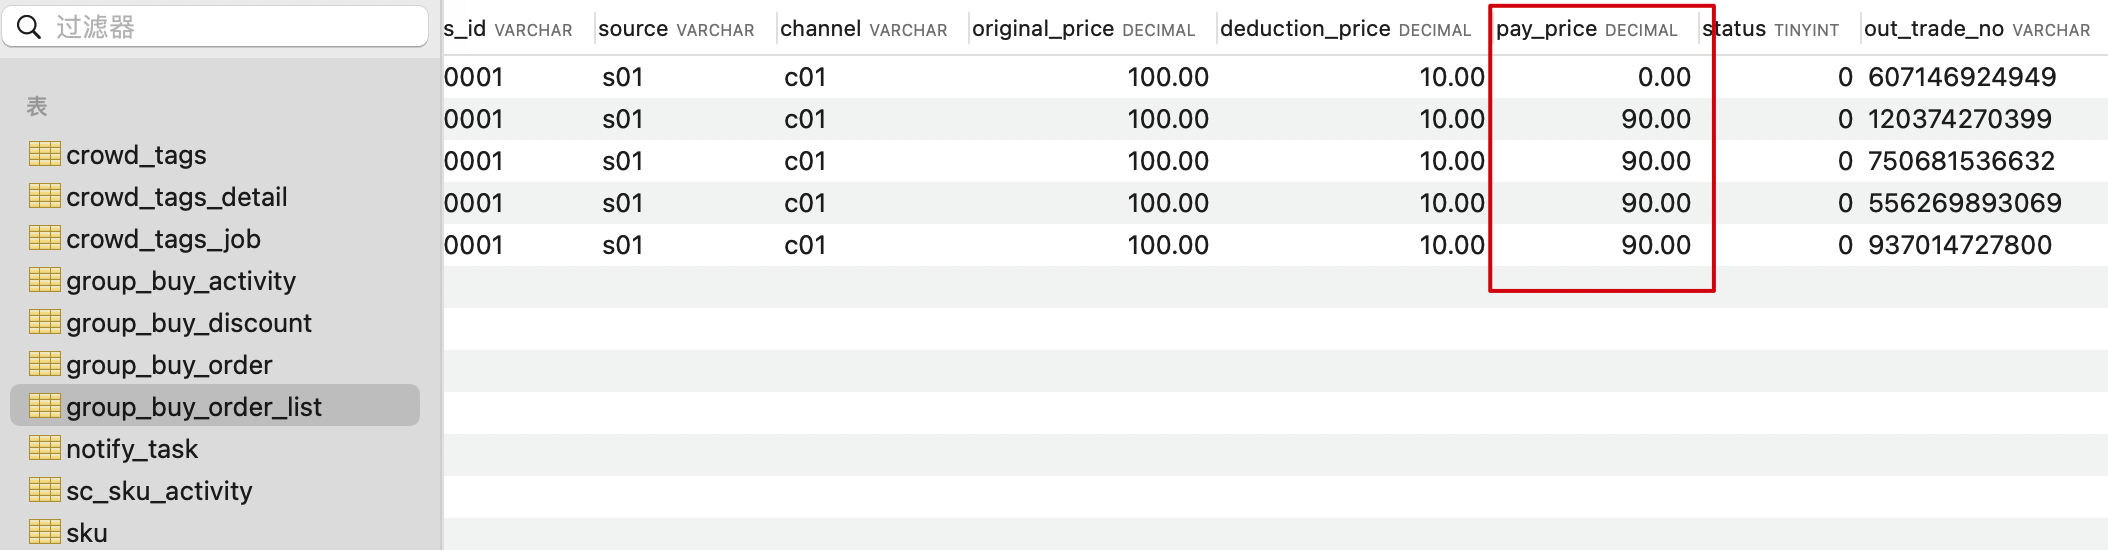 过滤器
表
crowd_tags
crowd_tags_detail
crowd_tags_job
group_buy_activity
group_buy_discount
group_buy_order
group_buy_order_list
notify_task
sc_sku_activity
sku
s_id VARCHAR source VARCHAR channel VARCHAR original_price DECIMAL deduction_price DECIMAL pay_price DECIMAL status TINYINT out_trade_no VARCHAR
0001 s01 c01 100.00 10.00 0.00 0 607146924949
0001 s01 c01 100.00 10.00 90.00 0 120374270399
0001 s01 c01 100.00 10.00 90.00 0 750681536632
0001 s01 c01 100.00 10.00 90.00 0 556269893069
0001 s01 c01 100.00 10.00 90.00 0 937014727800